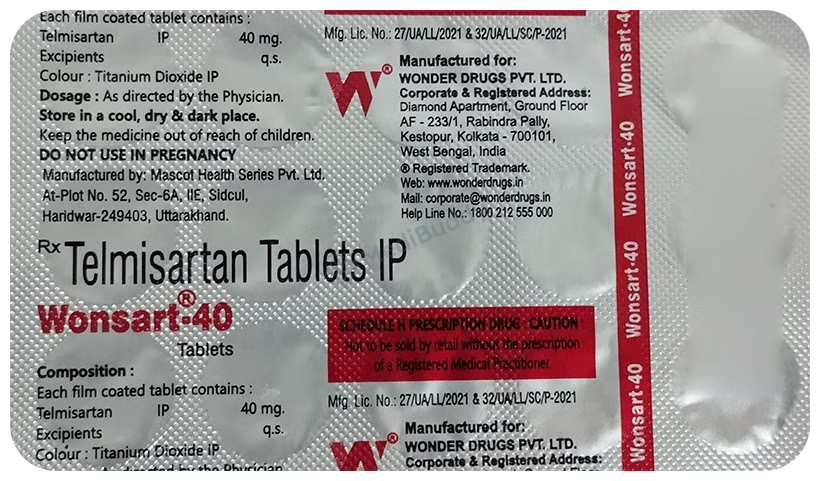 Each film coated tablet contains :
Telmisartan IP 40 mg.
Excipients q.s.
Colour : Titanium Dioxide IP
Dosage : As directed by the Physician.
Store in a cool, dry & dark place.
Keep the medicine out of reach of children.
DO NOT USE IN PREGNANCY
Manufactured by: Mascot Health Series Pvt. Ltd.
At-Plot No. 52, Sec-6A, IIE, Sidcul,
Haridwar-249403, Uttarakhand.
Mfg. Lic. No.: 27/UA/LL/2021 & 32/UA/LL/SC/P-2021
W®
Manufactured for:
WONDER DRUGS PVT. LTD.
Corporate & Registered Address:
Diamond Apartment, Ground Floor
AF - 233/1, Rabindra Pally,
Kestopur, Kolkata - 700101,
West Bengal, India
® Registered Trademark.
Web: www.wonderdrugs.in
Mail: corporate@wonderdrugs.in
Help Line No.: 1800 212 555 000
Rx Telmisartan Tablets IP
Wonsart®-40
Tablets
SCHEDULE H PRESCRIPTION DRUG CAUTION :
Not to be sold by retail without the prescription
of a Registered Medical Practitioner.
Composition :
Each film coated tablet contains :
Telmisartan IP 40 mg.
Excipients q.s.
Colour : Titanium Dioxide IP
As directed by the Physician
Mfg. Lic. No.: 27/UA/LL/2021 & 32/UA/LL/SC/P-2021
W®
Manufactured for:
WONDER DRUGS PVT. LTD.
Corporate & Registered Address:
Wonsart-40
Wonsart-40
Wonsart-40
Wonsart-40